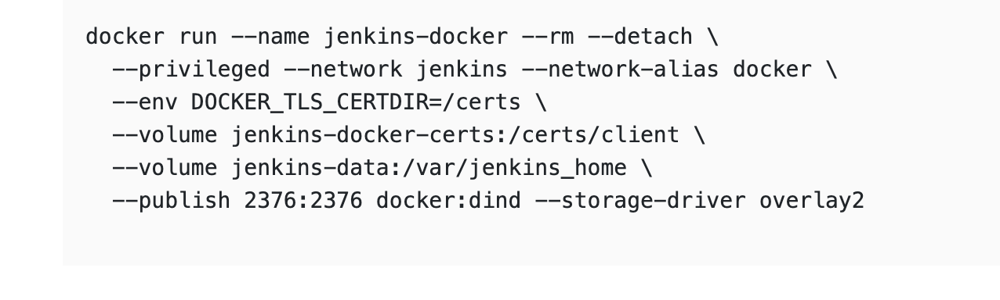 docker run --name jenkins-docker --rm --detach \
--privileged --network jenkins --network-alias docker \
--env DOCKER_TLS_CERTDIR=/certs \
--volume jenkins-docker-certs:/certs/client \
--volume jenkins-data:/var/jenkins_home \
--publish 2376:2376 docker:dind --storage-driver overlay2